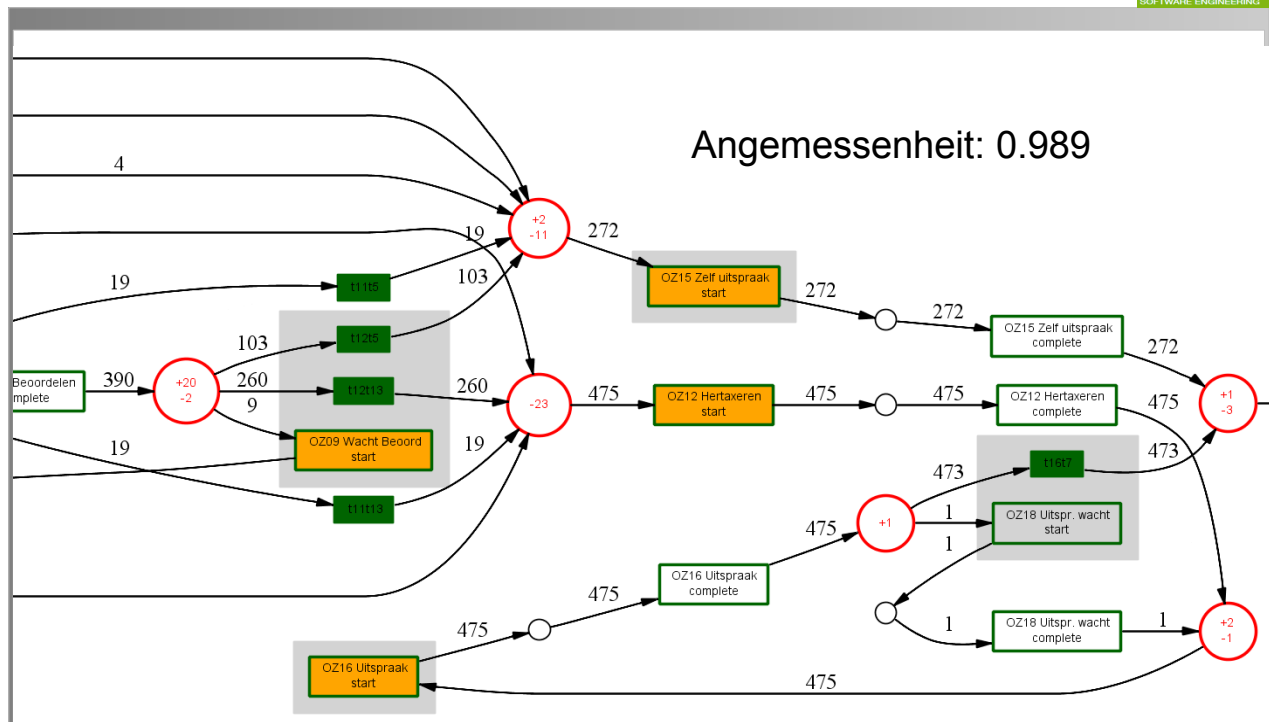 SOFTWARE ENGINEERING
Angemessenheit: 0.989
4
+2
-11
19
272
103
OZ15 Zelf uitspraak
start
272
272
OZ15 Zelf uitspraak
complete
272
19
t11t5
t12t5
103
Beoordelen
mplete
390
+20
-2
260
t12t13
260
9
OZ09 Wacht Beoord
start
19
t11t13
19
-23
475
OZ12 Hertaxeren
start
475
475
OZ12 Hertaxeren
complete
475
+1
-3
473
t16t7
473
+1
1
OZ18 Uitspr. wacht
start
1
475
OZ16 Uitspraak
complete
475
475
OZ16 Uitspraak
start
1
OZ18 Uitspr. wacht
complete
1
+2
-1
475